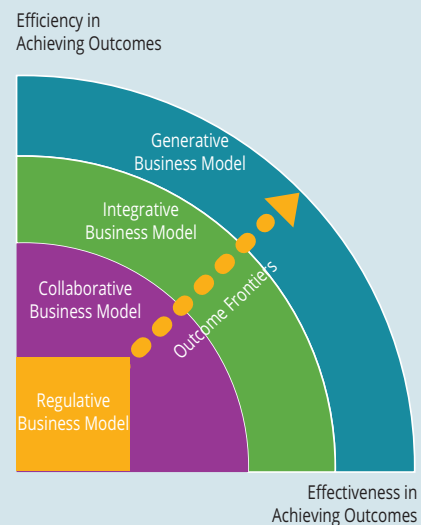 Efficiency in
Achieving Outcomes
Generative
Business Model
Integrative
Business Model
Collaborative
Business Model
Outcome Frontiers
Regulative
Business Model
Effectiveness in
Achieving Outcomes